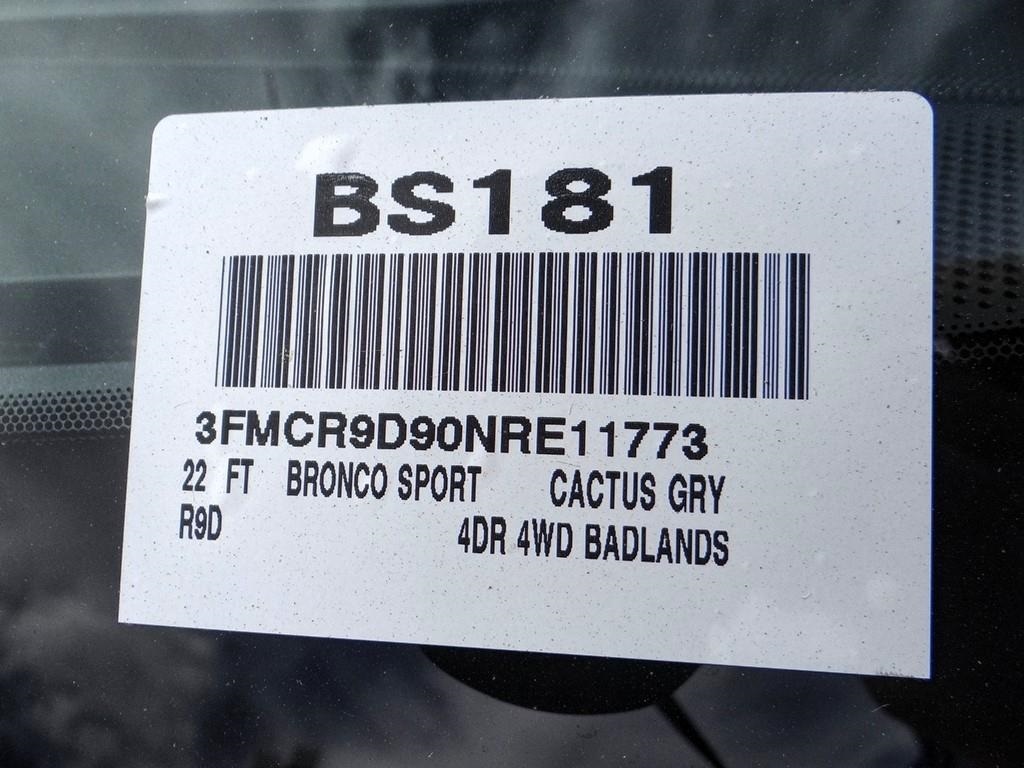 BS181
3FMCR9D90NRE11773
22 FT BRONCO SPORT CACTUS GRY
R9D 4DR 4WD BADLANDS